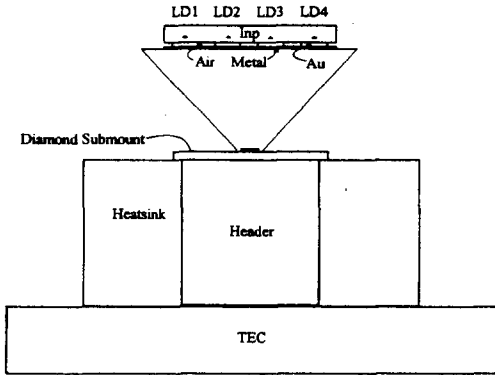 LD1 LD2 LD3 LD4
Inp
Air Metal Au
Diamond Submount
Heatsink
Header
TEC